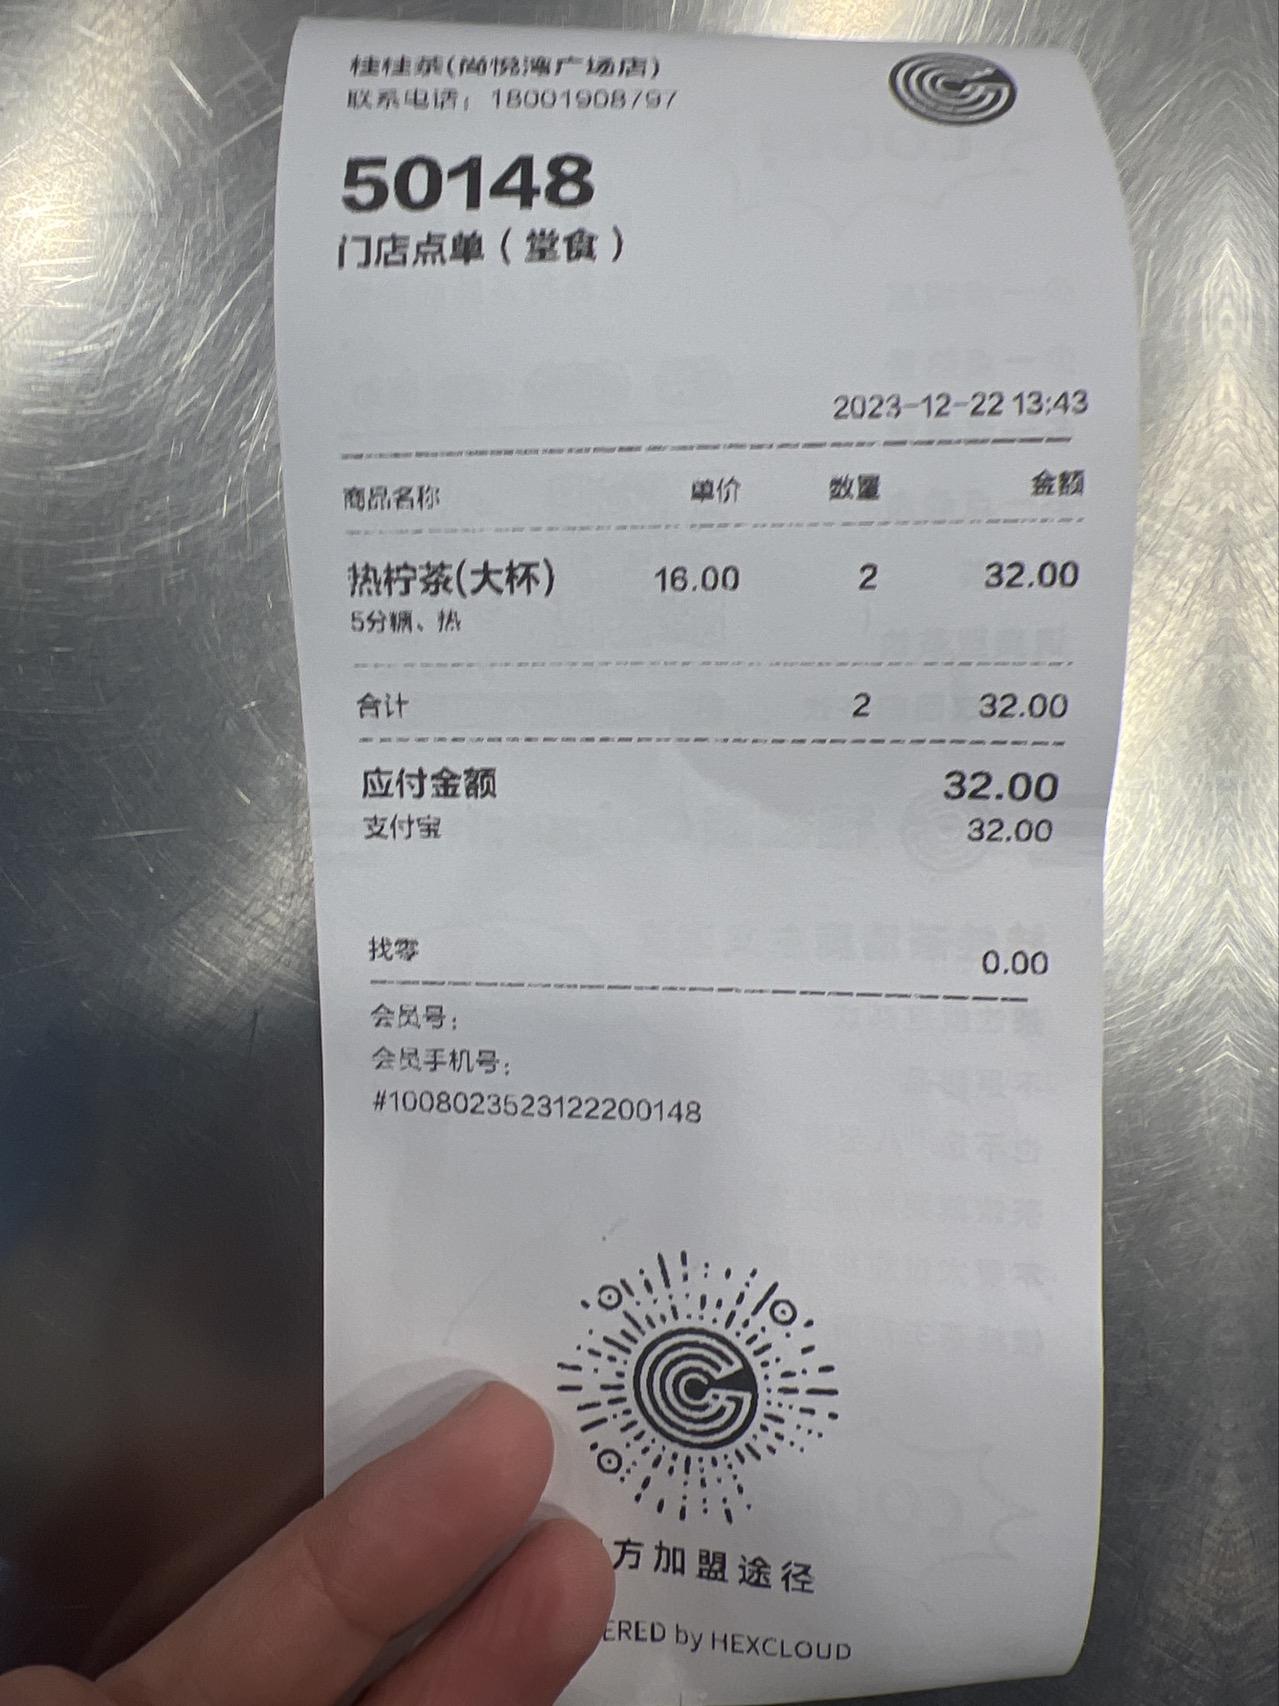 桂桂茶(尚悦湾广场店)
联系电话：18001908797
50148
门店点单（堂食）
2023-12-22 13:43
商品名称 单价 数量 金额
热柠茶(大杯) 16.00 2 32.00
5分糖、热
合计 2 32.00
应付金额 32.00
支付宝 32.00
找零 0.00
会员号：
会员手机号：
#1008023523122200148
方加盟途径
ERED by HEXCLOUD